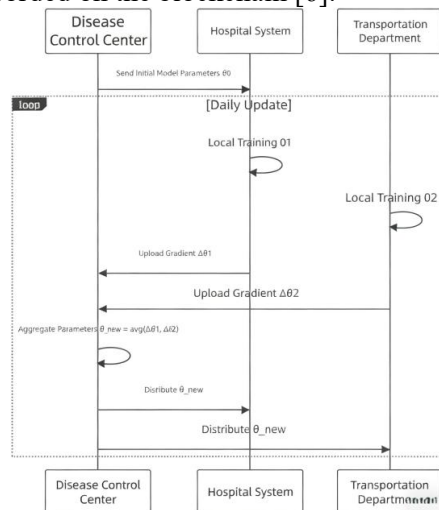 Disease
Control Center
Hospital System
Transportation
Department
Send Initial Model Parameters θ0
loop
[Daily Update]
Local Training 01
Local Training 02
Upload Gradient Δθ1
Upload Gradient Δθ2
Aggregate Parameters θ_new = avg(Δθ1, Δθ2)
Distribute θ_new
Distribute θ_new
Disease Control
Center
Hospital System
Transportation